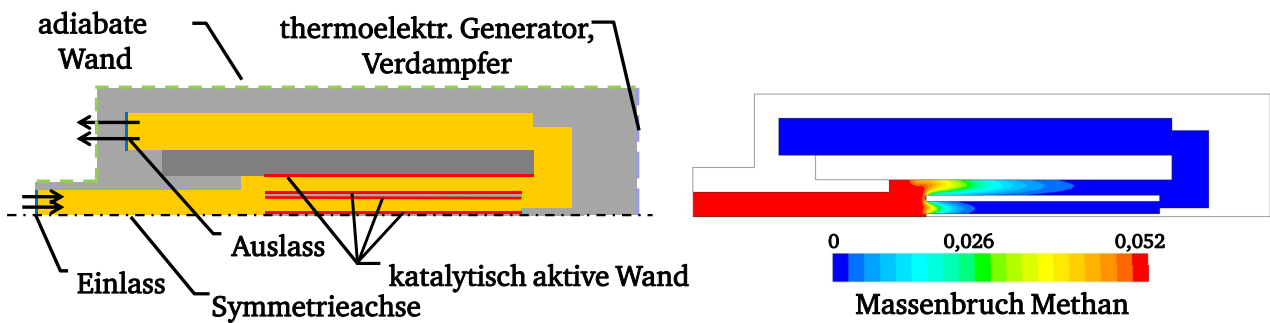 adiabate
Wand
thermoelektr. Generator,
Verdampfer
Auslass
Einlass
Symmetrieachse
katalytisch aktive Wand
0 0,026 0,052
Massenbruch Methan